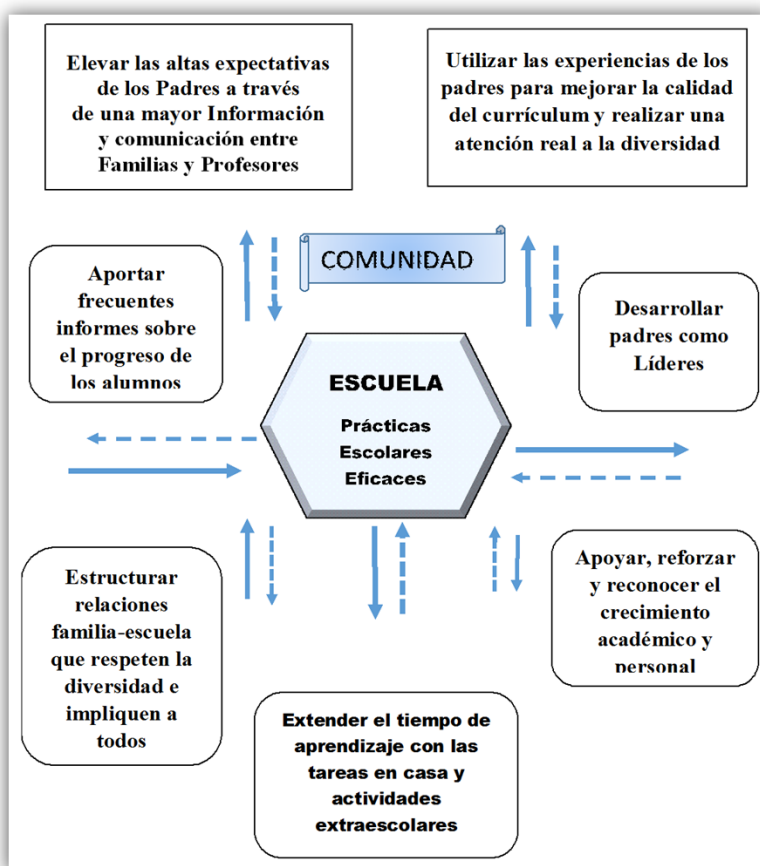 Elevar las altas expectativas
de los Padres a través
de una mayor Información
y comunicación entre
Familias y Profesores
Utilizar las experiencias de los
padres para mejorar la calidad
del currículum y realizar una
atención real a la diversidad
COMUNIDAD
Aportar
frecuentes
informes sobre
el progreso de
los alumnos
Desarrollar
padres como
Líderes
ESCUELA
Prácticas
Escolares
Eficaces
Estructurar
relaciones
familia-escuela
que respeten la
diversidad e
impliquen a
todos
Apoyar, reforzar
y reconocer el
crecimiento
académico y
personal
Extender el tiempo de
aprendizaje con las
tareas en casa y
actividades
extraescolares